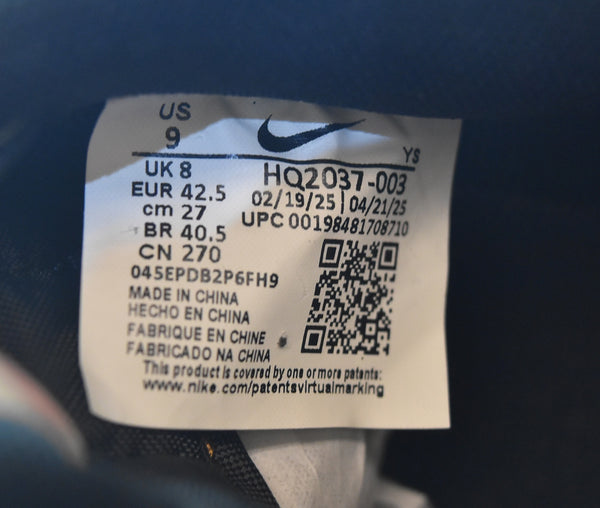 US
9
YS
UK 8
HQ2037-003
EUR 42.5
02/19/25 | 04/21/25
cm 27
UPC 00198481708710
BR 40.5
CN 270
045EPDB2P6FH9
MADE IN CHINA
HECHO EN CHINA
FABRIQUE EN CHINE
FABRICADO NA CHINA
This product is covered by one or more patents:
www.nike.com/patentsvirtualmarking